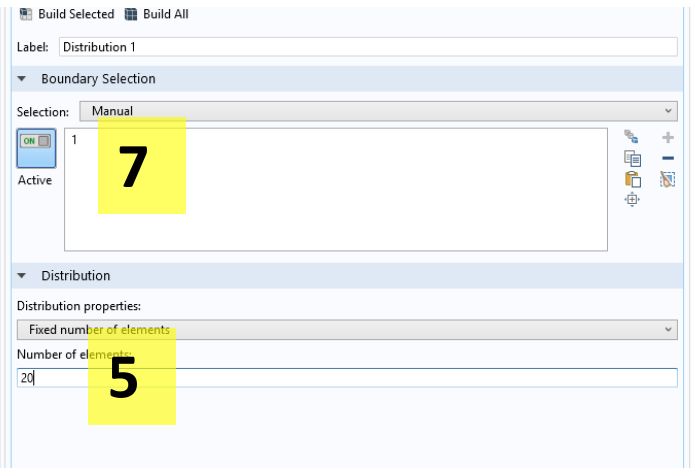 Build Selected Build All
Label: Distribution 1
Boundary Selection
Selection: Manual
ON 1
7
Active
Distribution
Distribution properties:
Fixed number of elements
Number of elements:
20
5